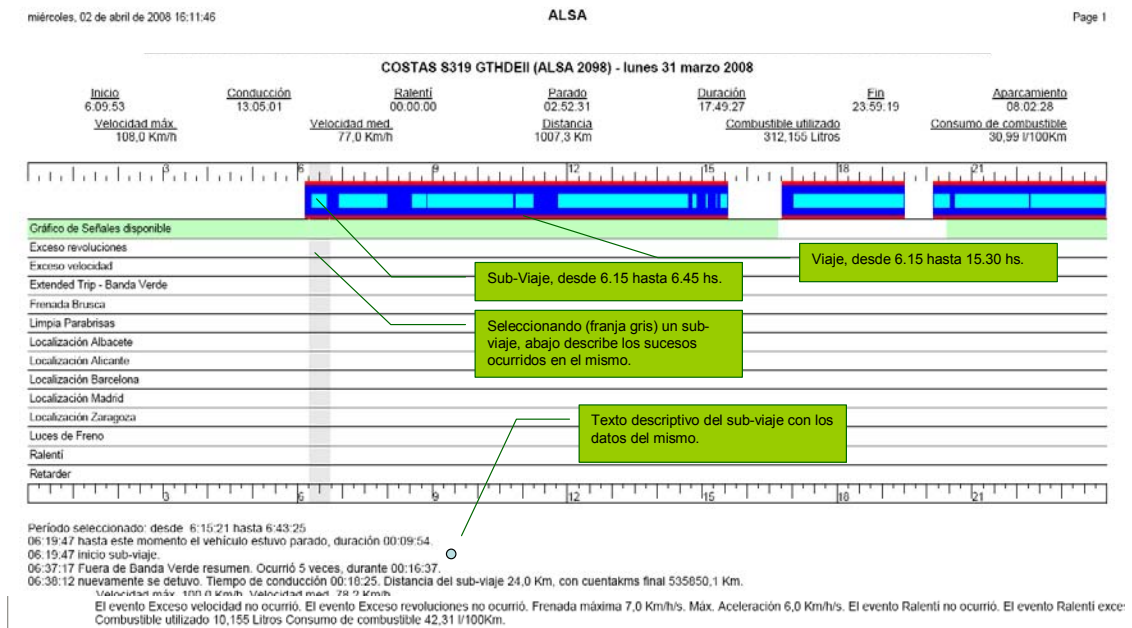 miércoles, 02 de abril de 2008 16:11:46 ALSA Page 1
COSTAS S319 GTHDEII (ALSA 2098) - lunes 31 marzo 2008
Inicio Conducción Ralentí Parado Duración Fin Aparcamiento
6:09:53 13:05:01 00:00:00 02:52:31 17:49:27 23:59:19 08:02:28
Velocidad máx. Velocidad med. Distancia Combustible utilizado Consumo de combustible
108,0 Km/h 77,0 Km/h 1007,3 Km 312,155 Litros 30,99 l/100Km
3 6 9 12 15 18 21
Gráfico de Señales disponible
Exceso revoluciones
Viaje, desde 6.15 hasta 15.30 hs.
Exceso velocidad
Sub-Viaje, desde 6.15 hasta 6.45 hs.
Extended Trip - Banda Verde
Frenada Brusca
Limpia Parabrisas
Seleccionando (franja gris) un sub-
viaje, abajo describe los sucesos
ocurridos en el mismo.
Localización Albacete
Localización Alicante
Localización Barcelona
Localización Madrid
Localización Zaragoza
Texto descriptivo del sub-viaje con los
datos del mismo.
Luces de Freno
Ralentí
Retarder
3 6 9 12 15 18 21
Período seleccionado: desde 6:15:21 hasta 6:43:25
06:19:47 hasta este momento el vehículo estuvo parado, duración 00:09:54.
06:19:47 inicio sub-viaje.
06:37:17 Fuera de Banda Verde resumen. Ocurrió 5 veces, durante 00:16:37.
06:38:12 nuevamente se detuvo. Tiempo de conducción 00:18:25. Distancia del sub-viaje 24,0 Km, con cuentakms final 535850,1 Km.
Velocidad máx. 100,0 Km/h. Velocidad med. 78,2 Km/h.
El evento Exceso velocidad no ocurrió. El evento Exceso revoluciones no ocurrió. Frenada máxima 7,0 Km/h/s. Máx. Aceleración 6,0 Km/h/s. El evento Ralentí no ocurrió. El evento Ralentí exce
Combustible utilizado 10,155 Litros Consumo de combustible 42,31 l/100Km.